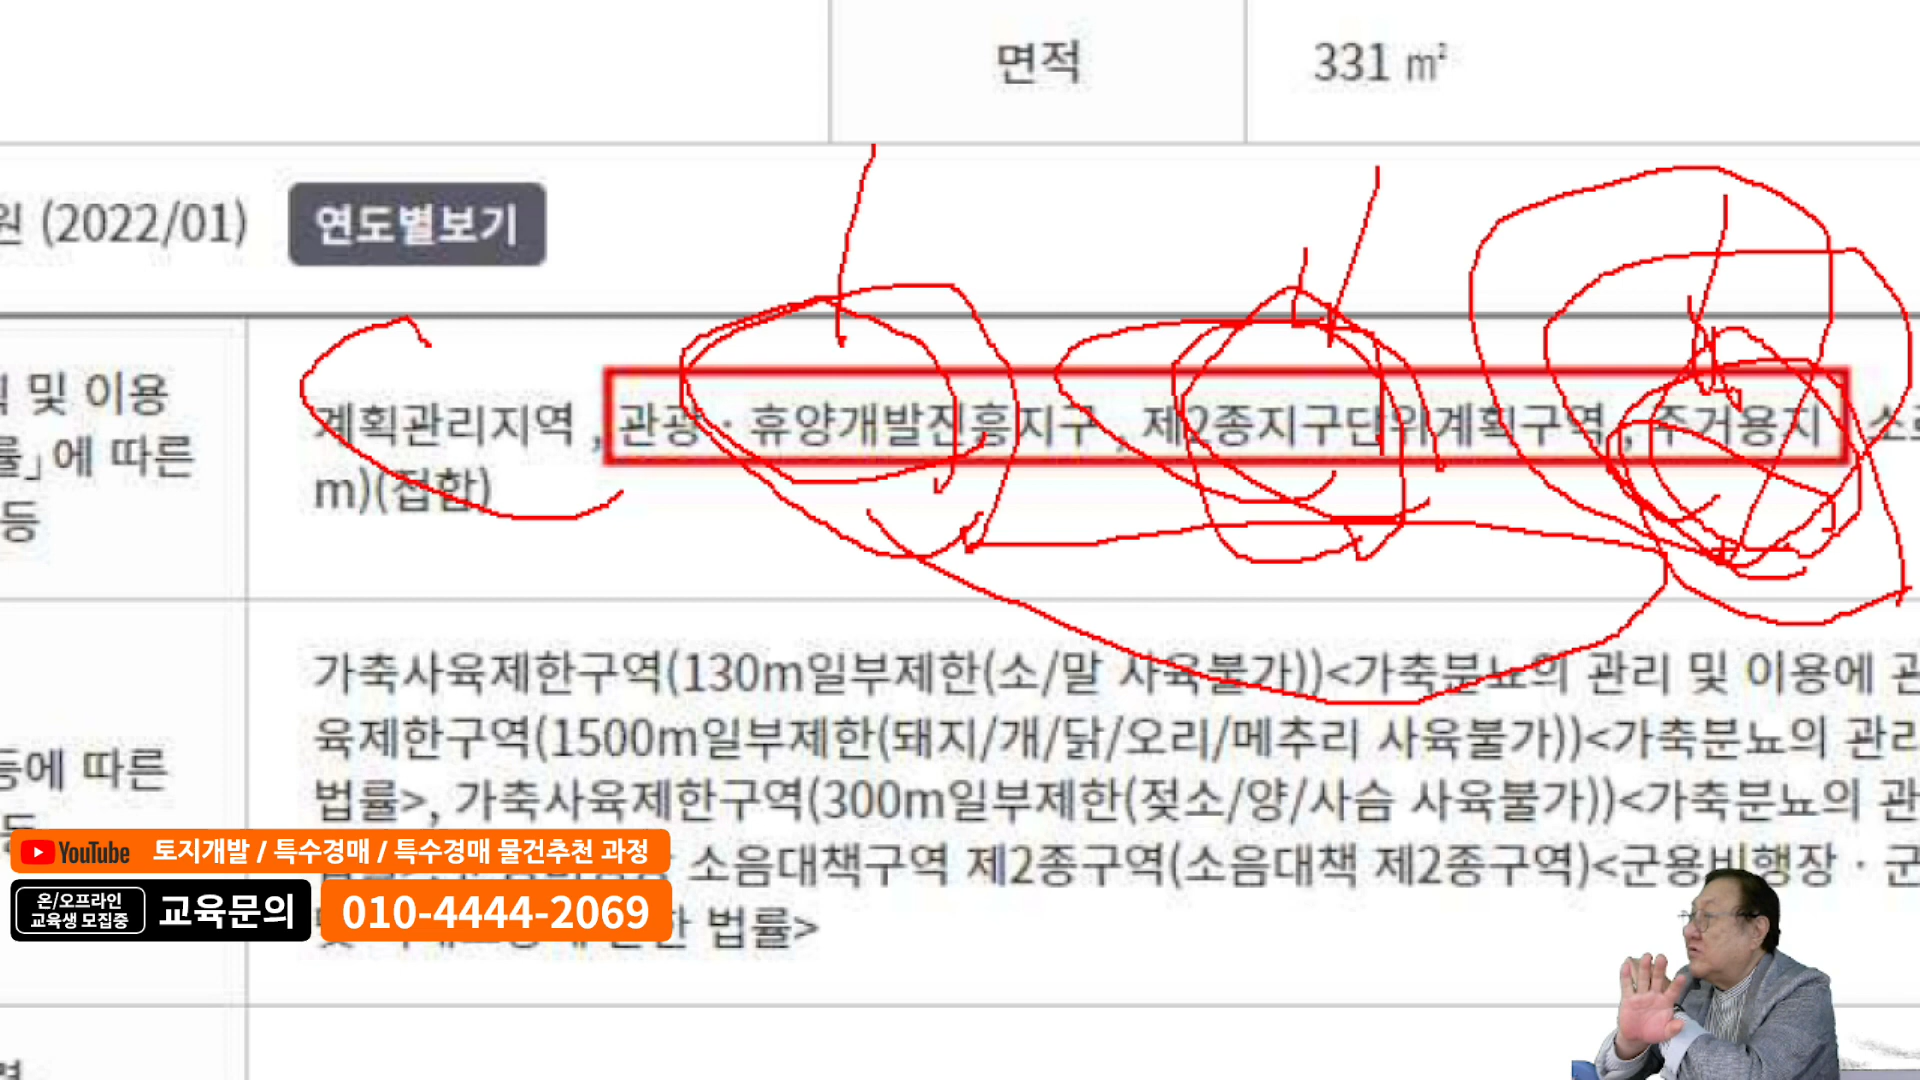 면적 331 ㎡
원 (2022/01) 연도별보기
및 이용
률」에 따른
등
계획관리지역 , 관광 · 휴양개발진흥지구 , 제2종지구단위계획구역 , 주거용지 , 소로
m)(접합)
등에 따른
가축사육제한구역(130m일부제한(소/말 사육불가))<가축분뇨의 관리 및 이용에 관
육제한구역(1500m일부제한(돼지/개/닭/오리/메추리 사육불가))<가축분뇨의 관리
법률>, 가축사육제한구역(300m일부제한(젖소/양/사슴 사육불가))<가축분뇨의 관
소음대책구역 제2종구역(소음대책 제2종구역)<군용비행장 · 군
법률>
YouTube 토지개발 / 특수경매 / 특수경매 물건추천 과정
온/오프라인
교육생 모집중
교육문의 010-4444-2069